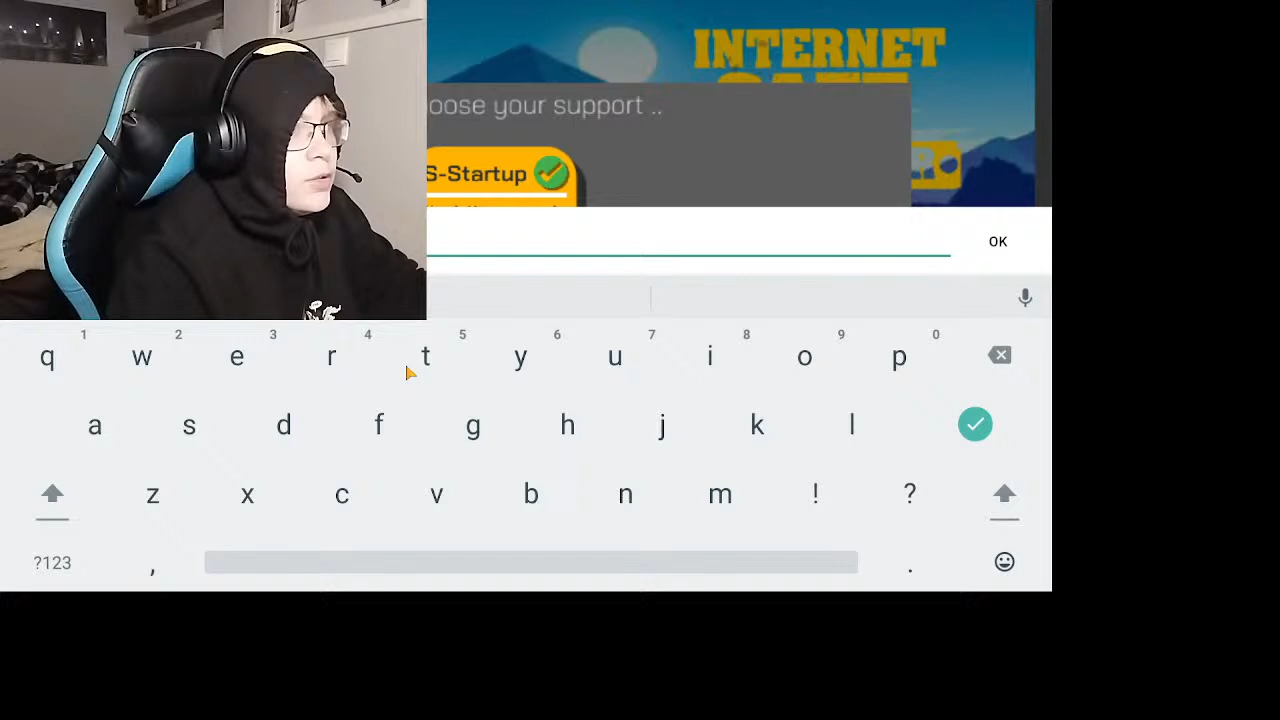 INTERNET
oose your support ..
S-Startup
OK
1 2 3 4 5 6 7 8 9 0
q w e r t y u i o p
a s d f g h j k l
z x c v b n m ! ?
?123 , .